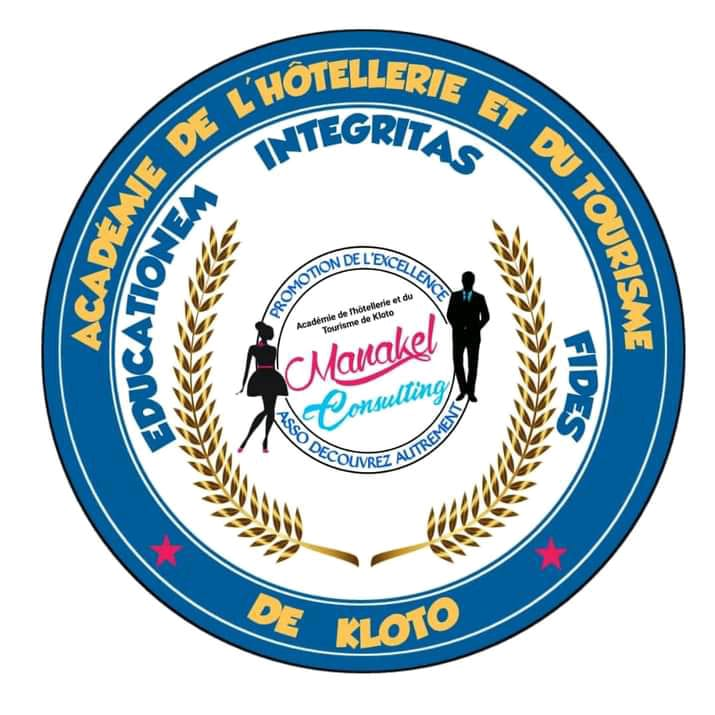 ACADÉMIE DE L'HÔTELLERIE ET DU TOURISME
DE KLOTO
EDUCATIONEM INTEGRITAS FIDES
PROMOTION DE L'EXCELLENCE
Académie de l'hôtellerie et du
Tourisme de Kloto
Manakel
Consulting
ASSO DECOUVREZ AUTREMENT